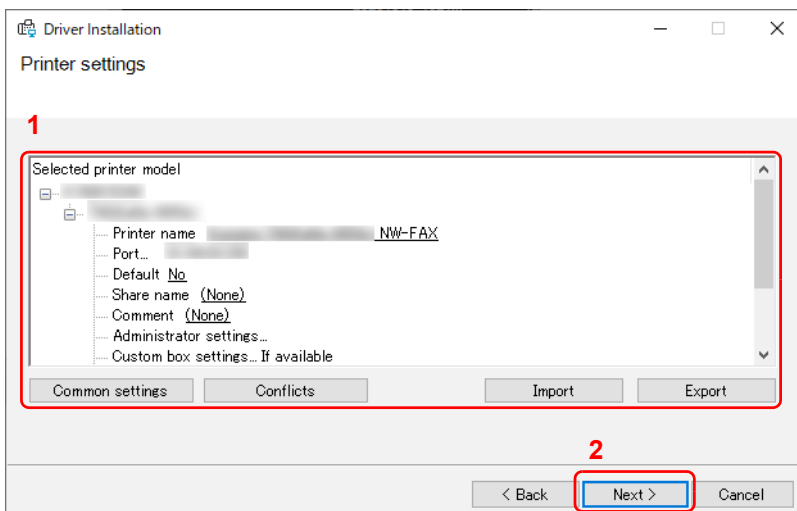 Driver Installation
Printer settings
1
Selected printer model
Printer name NW-FAX
Port...
Default No
Share name (None)
Comment (None)
Administrator settings...
Custom box settings... If available
Common settings Conflicts Import Export
2
< Back Next > Cancel